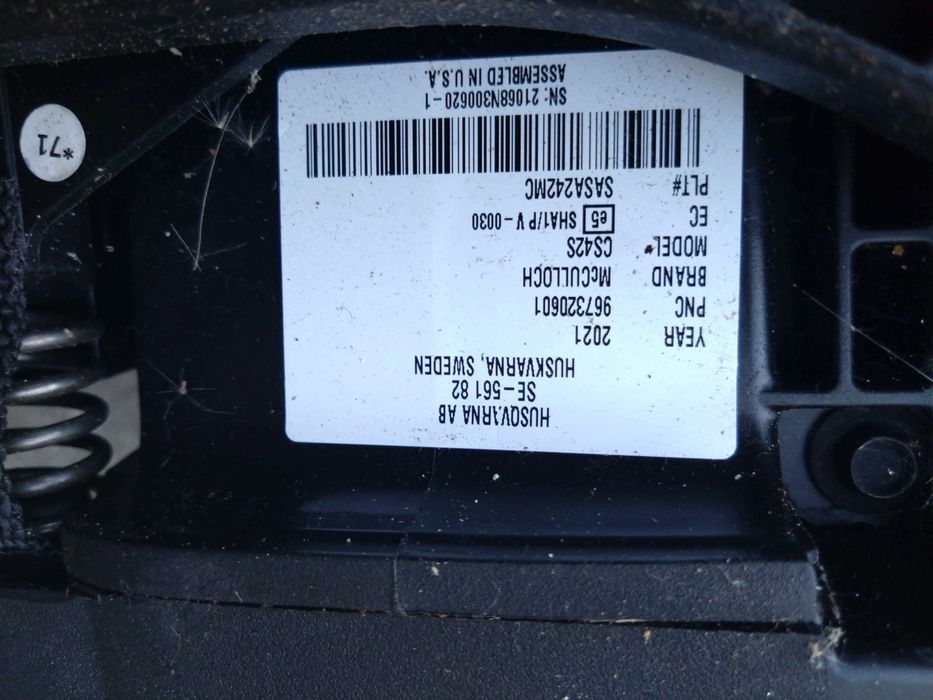 HUSQVARNA AB
SE-561 82
HUSKVARNA, SWEDEN
YEAR 2021
PNC 967320601
BRAND McCULLOCH
MODEL CS42S
EC e5 SHA1/P V-0030
PLT# SASA242MC
SN: 21068N300620-1
ASSEMBLED IN U.S.A.
*71